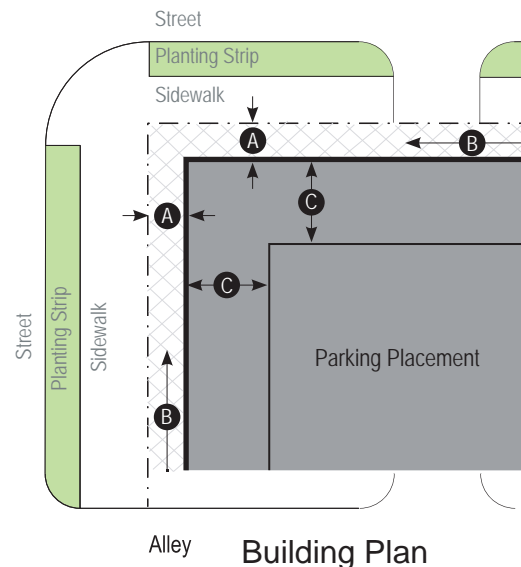 Street
Planting Strip
Sidewalk
A
B
A
C
C
Street
Planting Strip
Sidewalk
Parking Placement
B
Alley
Building Plan